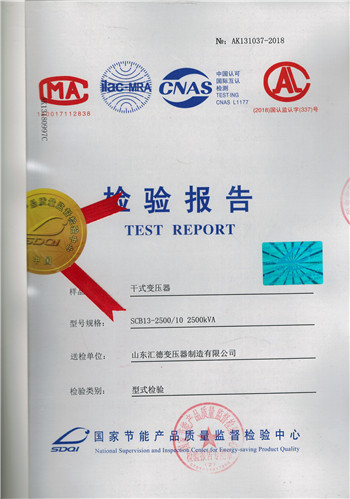 №: AK131037-2018
MA
160017112838
ilac-MRA
CNAS
中国认可
国际互认
检测
TESTING
CNAS L1177
AL
(2018)国认监认字(337)号
检验报告
TEST REPORT
SDQI
干式变压器
型号规格: SCB13-2500/10 2500kVA
送检单位: 山东汇德变压器制造有限公司
检验类别: 型式检验
SDQI
国家节能产品质量监督检验中心
National Supervision and Inspection Center for Energy-saving Product Quality